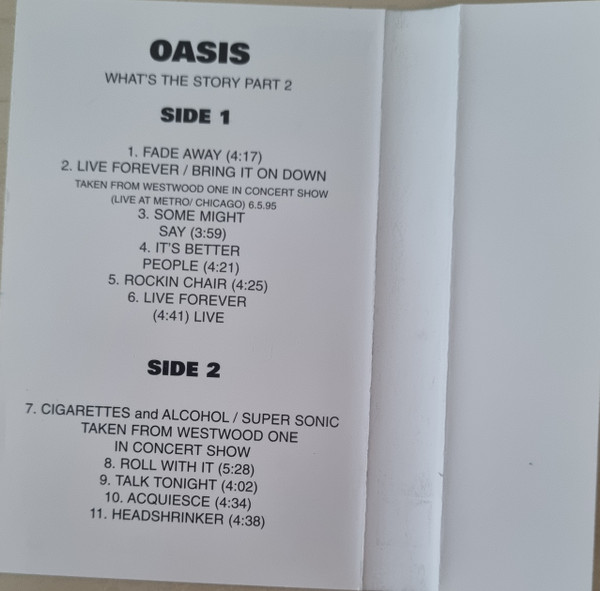 OASIS
WHAT'S THE STORY PART 2
SIDE 1
1. FADE AWAY (4:17)
2. LIVE FOREVER / BRING IT ON DOWN
TAKEN FROM WESTWOOD ONE IN CONCERT SHOW
(LIVE AT METRO/ CHICAGO) 6.5.95
3. SOME MIGHT
SAY (3:59)
4. IT'S BETTER
PEOPLE (4:21)
5. ROCKIN CHAIR (4:25)
6. LIVE FOREVER
(4:41) LIVE
SIDE 2
7. CIGARETTES and ALCOHOL / SUPER SONIC
TAKEN FROM WESTWOOD ONE
IN CONCERT SHOW
8. ROLL WITH IT (5:28)
9. TALK TONIGHT (4:02)
10. ACQUIESCE (4:34)
11. HEADSHRINKER (4:38)